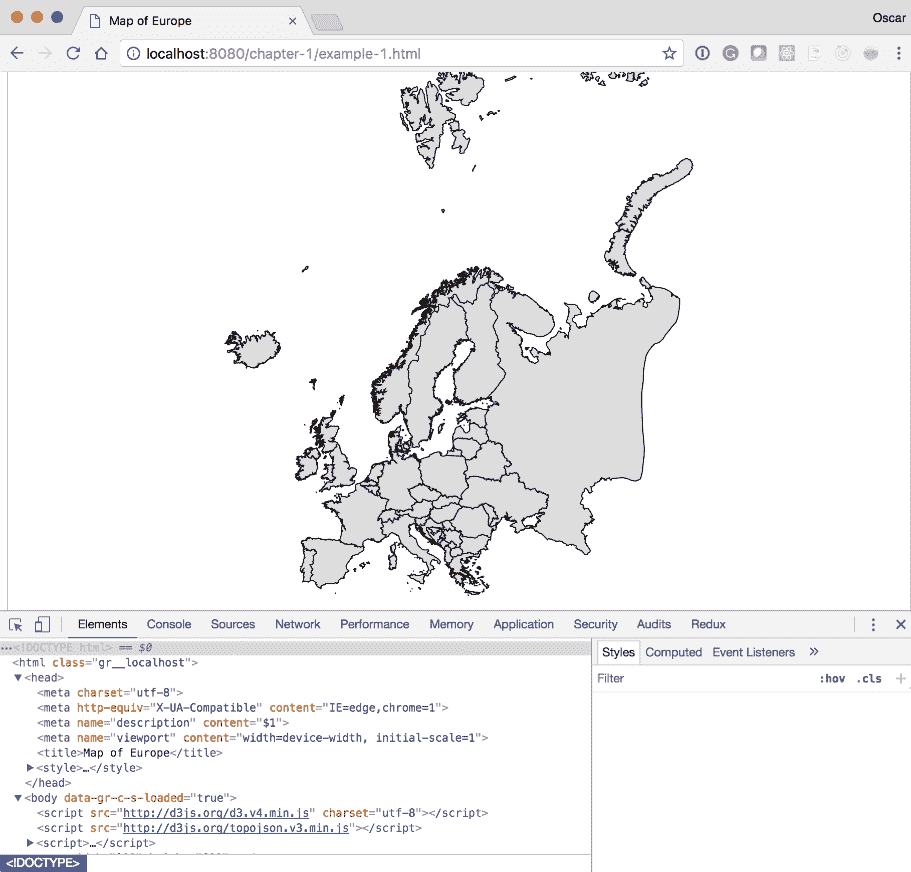 Map of Europe
Oscar
localhost:8080/chapter-1/example-1.html
Elements Console Sources Network Performance Memory Application Security Audits Redux
…<!DOCTYPE html> == $0
<html class="gr__localhost">
<head>
<meta charset="utf-8">
<meta http-equiv="X-UA-Compatible" content="IE=edge,chrome=1">
<meta name="description" content="$1">
<meta name="viewport" content="width=device-width, initial-scale=1">
<title>Map of Europe</title>
<style>…</style>
</head>
<body data-gr-c-s-loaded="true">
<script src="http://d3js.org/d3.v4.min.js" charset="utf-8"></script>
<script src="http://d3js.org/topojson.v3.min.js"></script>
<script>…</script>
<!DOCTYPE>
Styles Computed Event Listeners »
Filter :hov .cls +